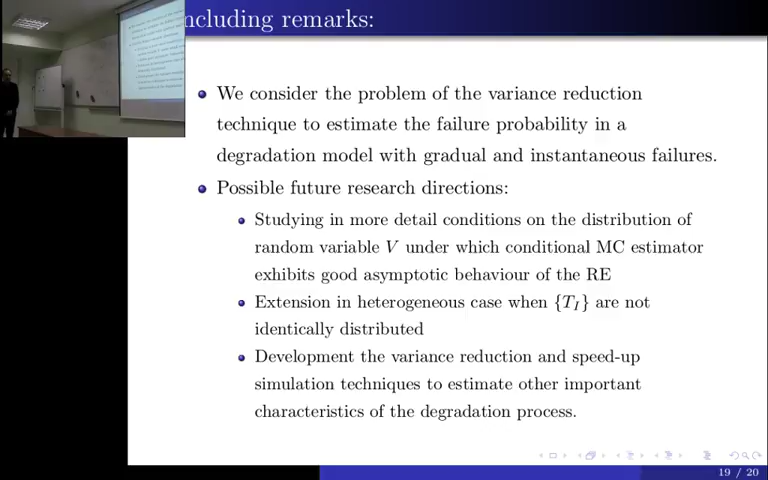 ncluding remarks:
We consider the problem of the variance reduction
technique to estimate the failure probability in a
degradation model with gradual and instantaneous failures.
Possible future research directions:
Studying in more detail conditions on the distribution of
random variable V under which conditional MC estimator
exhibits good asymptotic behaviour of the RE
Extension in heterogeneous case when {T_I} are not
identically distributed
Development the variance reduction and speed-up
simulation techniques to estimate other important
characteristics of the degradation process.
19 / 20